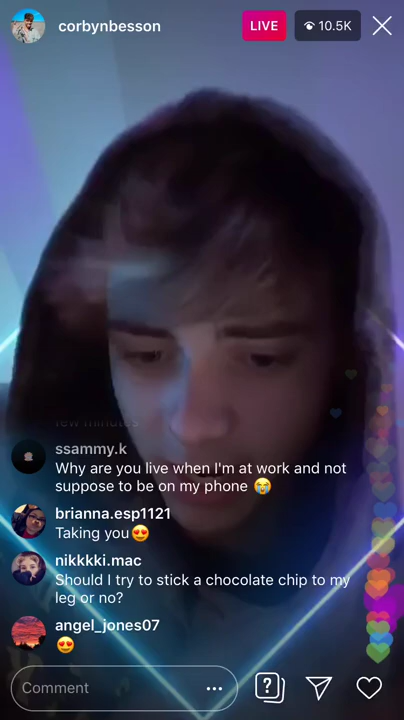 corbynbesson
LIVE
10.5K
few minutes
ssammy.k
Why are you live when I'm at work and not
suppose to be on my phone 😭
brianna.esp1121
Taking you😍
nikkkki.mac
Should I try to stick a chocolate chip to my
leg or no?
angel_jones07
😍
Comment